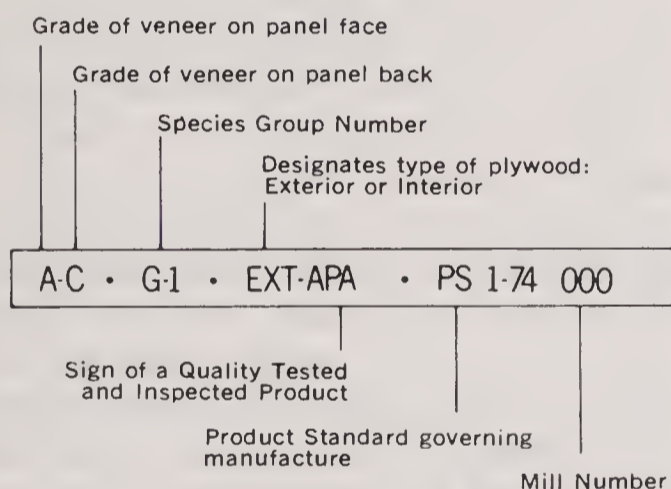 Grade of veneer on panel face
Grade of veneer on panel back
Species Group Number
Designates type of plywood:
Exterior or Interior
A-C · G-1 · EXT-APA · PS 1-74 000
Sign of a Quality Tested
and Inspected Product
Product Standard governing
manufacture
Mill Number